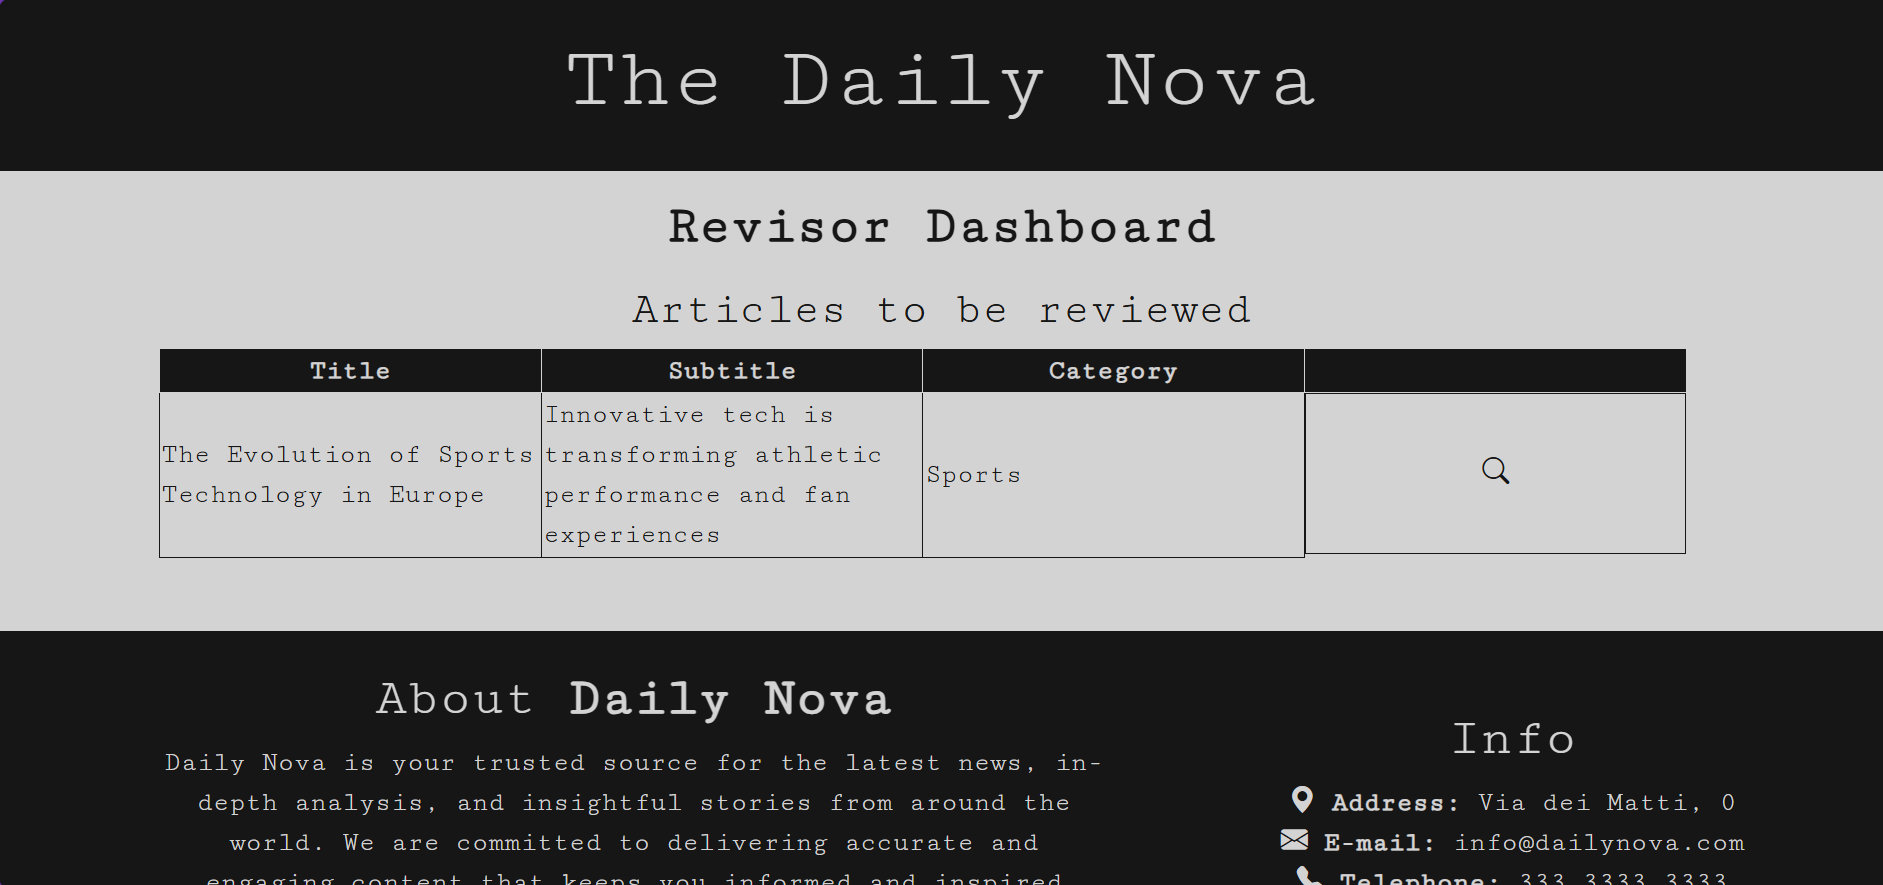 The Daily Nova
Revisor Dashboard
Articles to be reviewed
Title Subtitle Category
The Evolution of Sports
Technology in Europe
Innovative tech is
transforming athletic
performance and fan
experiences
Sports
About Daily Nova
Daily Nova is your trusted source for the latest news, in-
depth analysis, and insightful stories from around the
world. We are committed to delivering accurate and
engaging content that keeps you informed and inspired
Info
Address: Via dei Matti, 0
E-mail: info@dailynova.com
Telephone: 333 3333 3333